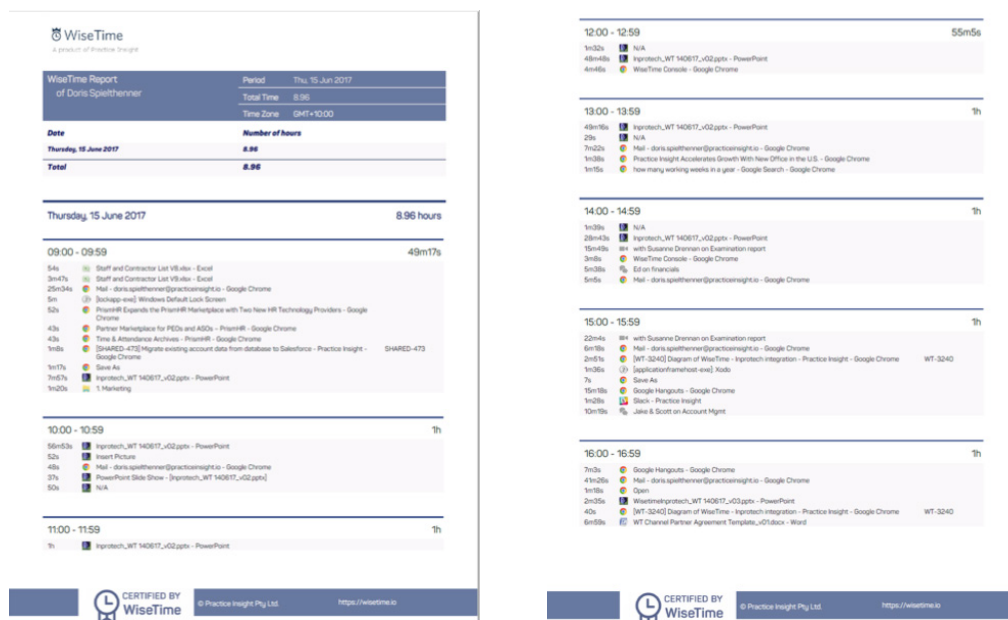 WiseTime
A product of Practice Insight
WiseTime Report
of Doris Spielthenner
Period Thu, 15 Jun 2017
Total Time 8.96
Time Zone GMT+10:00
Date Number of hours
Thursday, 15 June 2017 8.96
Total 8.96
Thursday, 15 June 2017 8.96 hours
09:00 - 09:59 49m17s
54s Staff and Contractor List V8.xlsx - Excel
3m47s Staff and Contractor List V9.xlsx - Excel
25m34s Mail - doris.spielthenner@practiceinsight.io - Google Chrome
5m [lockapp-exe]: Windows Default Lock Screen
52s PrismHR Expands the PrismHR Marketplace with Two New HR Technology Providers - Google
Chrome
43s Partner Marketplace for PEOs and ASOs - PrismHR - Google Chrome
43s Time & Attendance Archives - PrismHR - Google Chrome
1m8s [SHARED-473] Migrate existing account data from database to Salesforce - Practice Insight - SHARED-473
Google Chrome
1m17s Save As
7m57s Inprotech_WT 140617_v02.pptx - PowerPoint
1m20s 1. Marketing
10:00 - 10:59 1h
56m53s Inprotech_WT 140617_v02.pptx - PowerPoint
52s Insert Picture
48s Mail - doris.spielthenner@practiceinsight.io - Google Chrome
37s PowerPoint Slide Show - [Inprotech_WT 140617_v02.pptx]
50s N/A
11:00 - 11:59 1h
1h Inprotech_WT 140617_v02.pptx - PowerPoint
CERTIFIED BY
WiseTime
© Practice Insight Pty Ltd. https://wisetime.io
12:00 - 12:59 55m5s
1m32s N/A
48m48s Inprotech_WT 140617_v02.pptx - PowerPoint
4m46s WiseTime Console - Google Chrome
13:00 - 13:59 1h
49m16s Inprotech_WT 140617_v02.pptx - PowerPoint
29s N/A
7m22s Mail - doris.spielthenner@practiceinsight.io - Google Chrome
1m38s Practice Insight Accelerates Growth With New Office in the U.S. - Google Chrome
1m15s how many working weeks in a year - Google Search - Google Chrome
14:00 - 14:59 1h
1m39s N/A
28m43s Inprotech_WT 140617_v02.pptx - PowerPoint
15m49s with Susanne Drennan on Examination report
3m8s WiseTime Console - Google Chrome
5m38s Ed on financials
5m5s Mail - doris.spielthenner@practiceinsight.io - Google Chrome
15:00 - 15:59 1h
22m4s with Susanne Drennan on Examination report
6m18s Mail - doris.spielthenner@practiceinsight.io - Google Chrome
2m51s [WT-3240] Diagram of WiseTime - Inprotech integration - Practice Insight - Google Chrome WT-3240
1m36s [applicationframehost-exe]: Xodo
7s Save As
15m18s Google Hangouts - Google Chrome
1m28s Slack - Practice Insight
10m19s Jake & Scott on Account Mgmt
16:00 - 16:59 1h
7m3s Google Hangouts - Google Chrome
41m26s Mail - doris.spielthenner@practiceinsight.io - Google Chrome
1m18s Open
2m35s WisetimeInprotech_WT 140617_v03.pptx - PowerPoint
40s [WT-3240] Diagram of WiseTime - Inprotech integration - Practice Insight - Google Chrome WT-3240
6m59s WT Channel Partner Agreement Template_v01.docx - Word
CERTIFIED BY
WiseTime
© Practice Insight Pty Ltd. https://wisetime.io